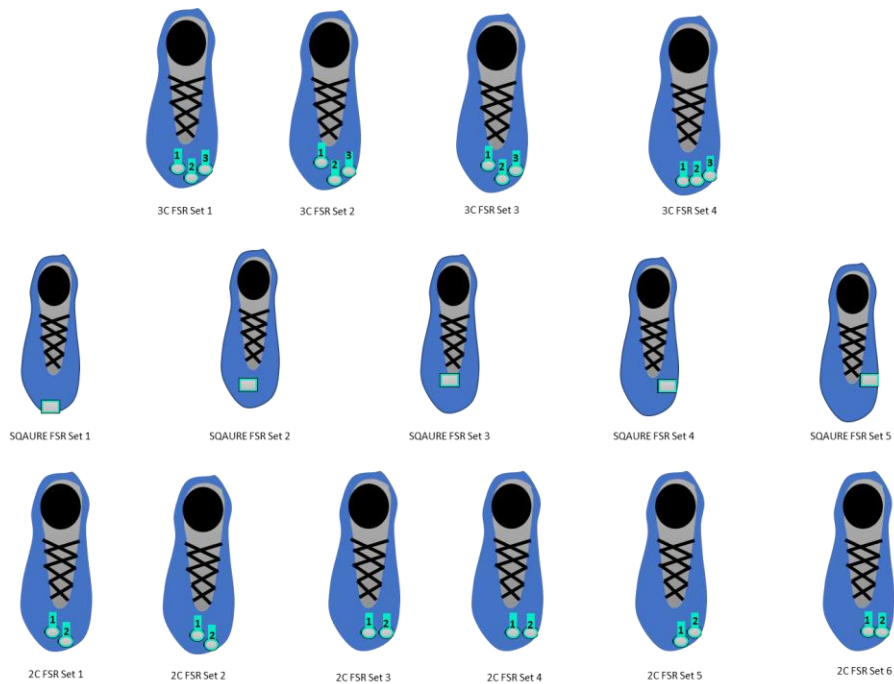 1 2 3 1 2 3 1 2 3 1 2 3
3C FSR Set 1 3C FSR Set 2 3C FSR Set 3 3C FSR Set 4
SQAURE FSR Set 1 SQAURE FSR Set 2 SQAURE FSR Set 3 SQAURE FSR Set 4 SQAURE FSR Set 5
1 2 1 2 1 2 1 2 1 2 1 2
2C FSR Set 1 2C FSR Set 2 2C FSR Set 3 2C FSR Set 4 2C FSR Set 5 2C FSR Set 6